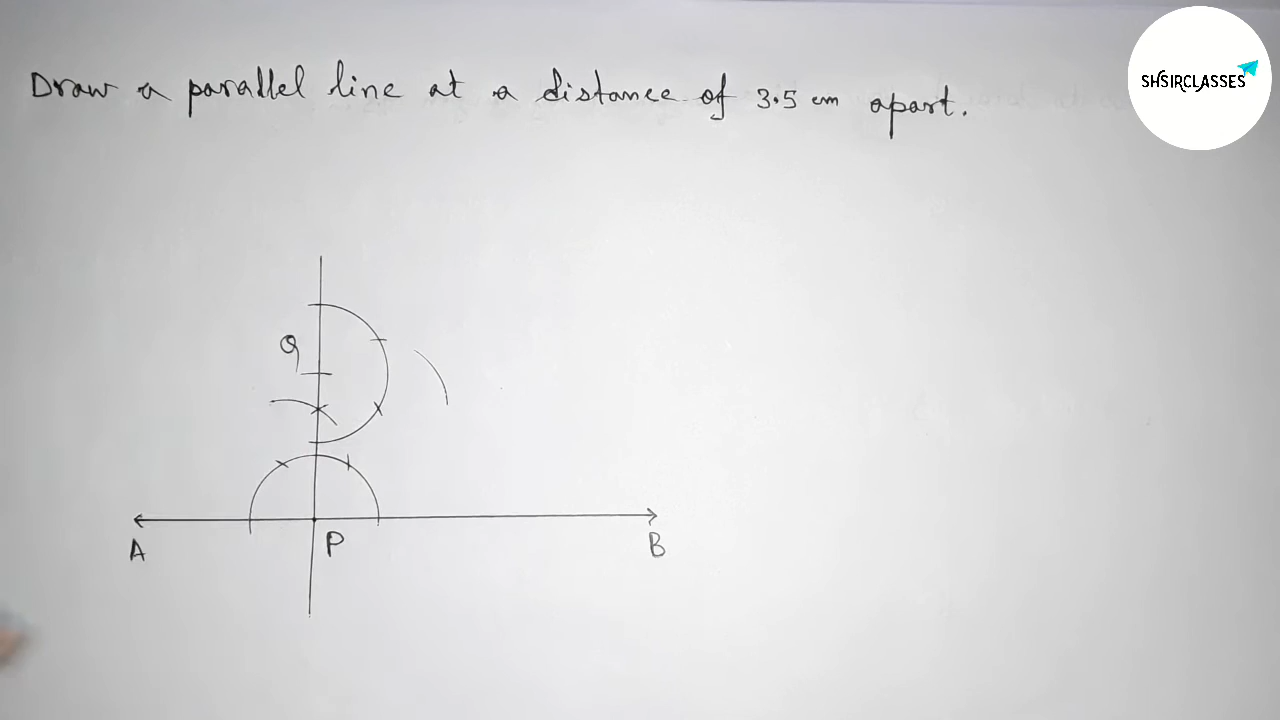 Draw a parallel line at a distance of 3.5 cm apart.
SHSIRCLASSES
Q
P
A
B